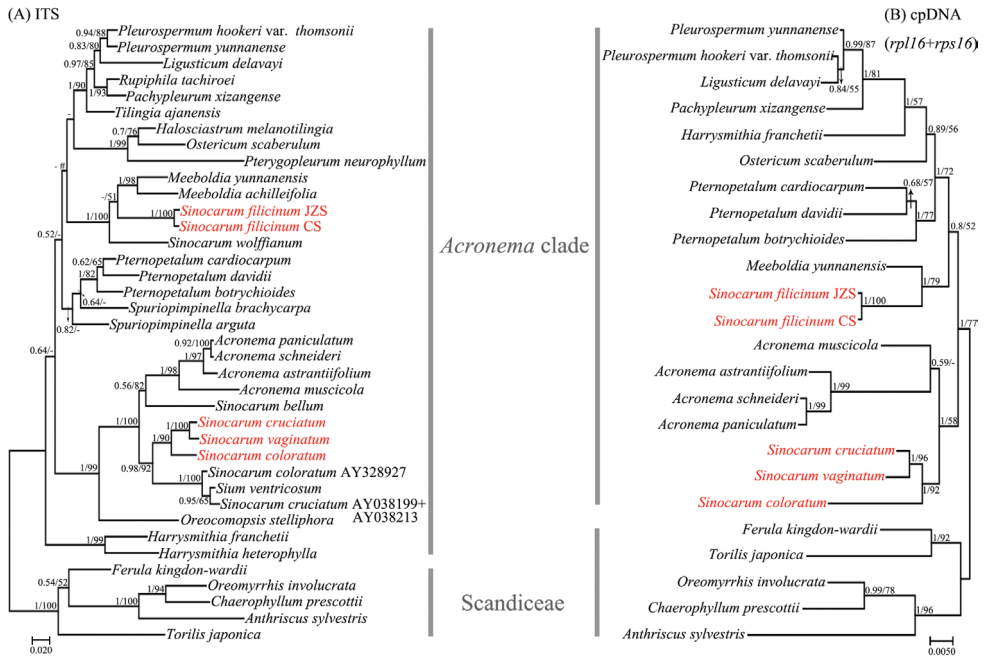 (A) ITS
0.94/88
Pleurospermum hookeri var. thomsonii
0.83/80
Pleurospermum yunnanense
0.97/85
Ligusticum delavayi
1/90
Rupiphila tachiroei
1/93
Pachypleurum xizangense
Tilingia ajanensis
-
0.7/76
Halosciastrum melanotilingia
1/99
Ostericum scaberulum
Pterygopleurum neurophyllum
- #
1/98
Meeboldia yunnanensis
-/51
Meeboldia achilleifolia
1/100
1/100
Sinocarum filicinum JZS
Sinocarum filicinum CS
Sinocarum wolffianum
0.52/-
0.62/65
Pternopetalum cardiocarpum
1/82
Pternopetalum davidii
Pternopetalum botrychioides
0.64/-
Spuriopimpinella brachycarpa
0.82/-
Spuriopimpinella arguta
0.64/-
0.92/100
Acronema paniculatum
1/97
Acronema schneideri
1/98
Acronema astrantiifolium
0.56/82
Acronema muscicola
Sinocarum bellum
1/100
1/100
Sinocarum cruciatum
1/90
Sinocarum vaginatum
Sinocarum coloratum
0.98/92
1/99
1/100
Sinocarum coloratum AY328927
Sium ventricosum
0.95/65
Sinocarum cruciatum AY038199+
AY038213
Oreocomopsis stelliphora
1/99
Harrysmithia franchetii
Harrysmithia heterophylla
0.54/52
Ferula kingdon-wardii
1/94
Oreomyrrhis involucrata
1/100
1/100
Chaerophyllum prescottii
Anthriscus sylvestris
Torilis japonica
0.020
Acronema clade
Scandiceae
(B) cpDNA
(rpl16+rps16)
Pleurospermum yunnanense
0.99/87
Pleurospermum hookeri var. thomsonii
1/81
Ligusticum delavayi
0.84/55
Pachypleurum xizangense
1/57
Harrysmithia franchetii
0.89/56
Ostericum scaberulum
1/72
Pternopetalum cardiocarpum
0.68/57
Pternopetalum davidii
1/77
Pternopetalum botrychioides
0.8/52
Meeboldia yunnanensis
1/79
Sinocarum filicinum JZS
1/100
Sinocarum filicinum CS
1/77
Acronema muscicola
0.59/-
Acronema astrantiifolium
1/99
Acronema schneideri
1/99
Acronema paniculatum
1/58
Sinocarum cruciatum
1/96
Sinocarum vaginatum
1/92
Sinocarum coloratum
Ferula kingdon-wardii
1/92
Torilis japonica
Oreomyrrhis involucrata
0.99/78
Chaerophyllum prescottii
1/96
Anthriscus sylvestris
0.0050